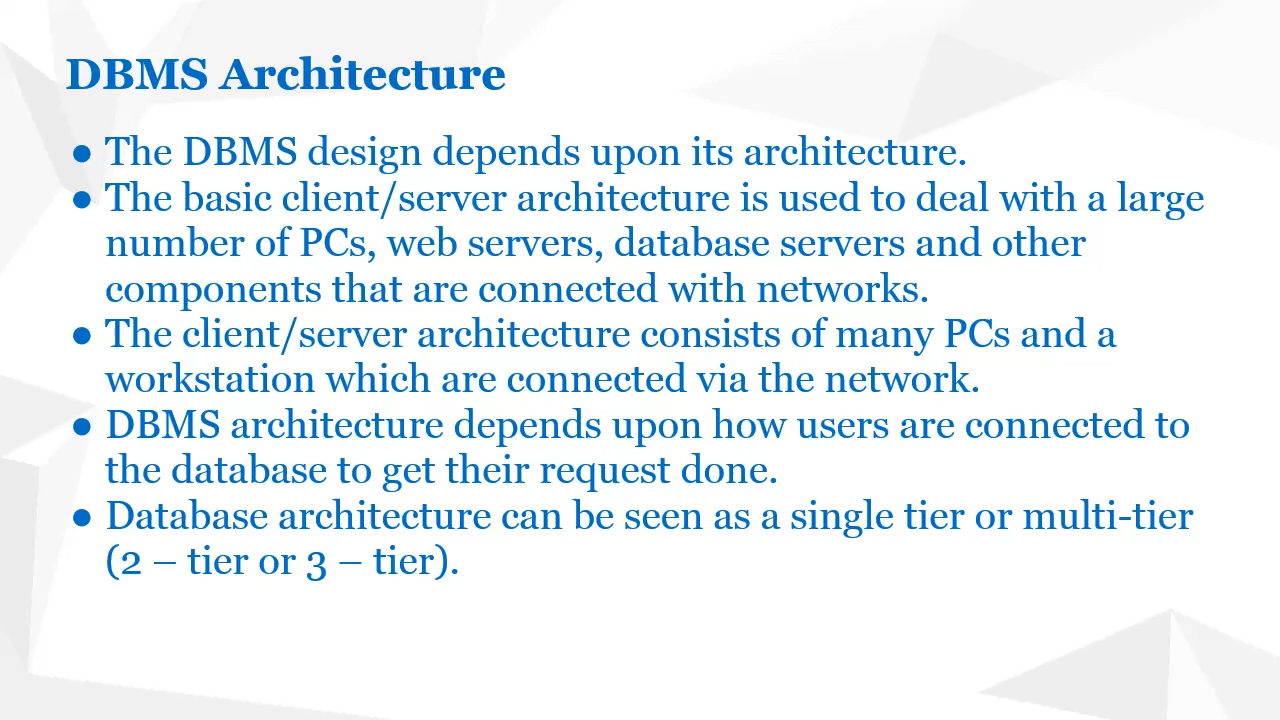 DBMS Architecture
● The DBMS design depends upon its architecture.
● The basic client/server architecture is used to deal with a large
number of PCs, web servers, database servers and other
components that are connected with networks.
● The client/server architecture consists of many PCs and a
workstation which are connected via the network.
● DBMS architecture depends upon how users are connected to
the database to get their request done.
● Database architecture can be seen as a single tier or multi-tier
(2 – tier or 3 – tier).